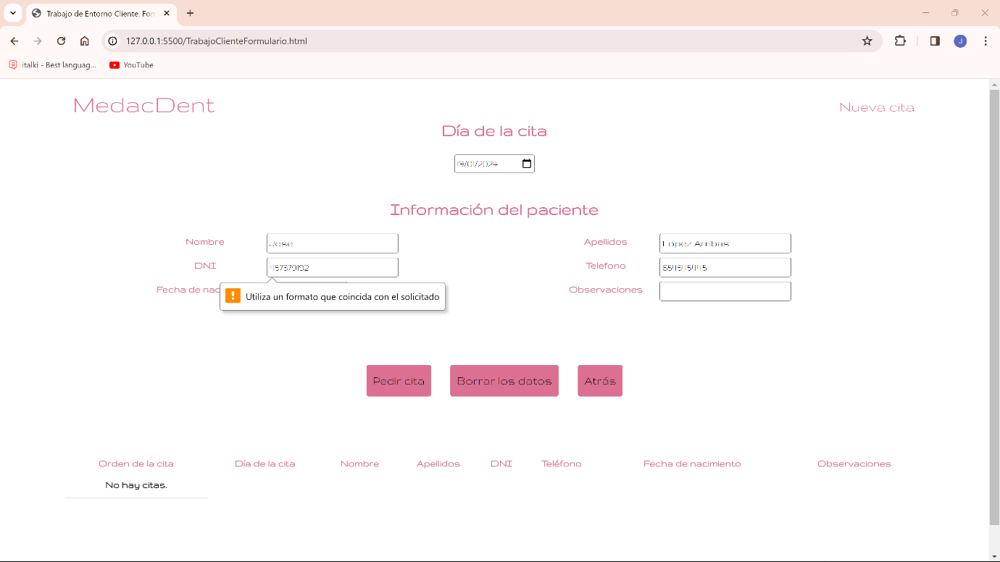 Trabajo de Entorno Cliente. For
127.0.0.1:5500/TrabajoClienteFormulario.html
J
italki - Best languag...
YouTube
MedacDent
Nueva cita
Día de la cita
19/01/2024
Información del paciente
Nombre
Jose
Apellidos
Lopez Arribas
DNI
457379192
Telefono
654545445
Fecha de nac
Observaciones
Utiliza un formato que coincida con el solicitado
Pedir cita
Borrar los datos
Atrás
Orden de la cita Día de la cita Nombre Apellidos DNI Teléfono Fecha de nacimiento Observaciones
No hay citas.